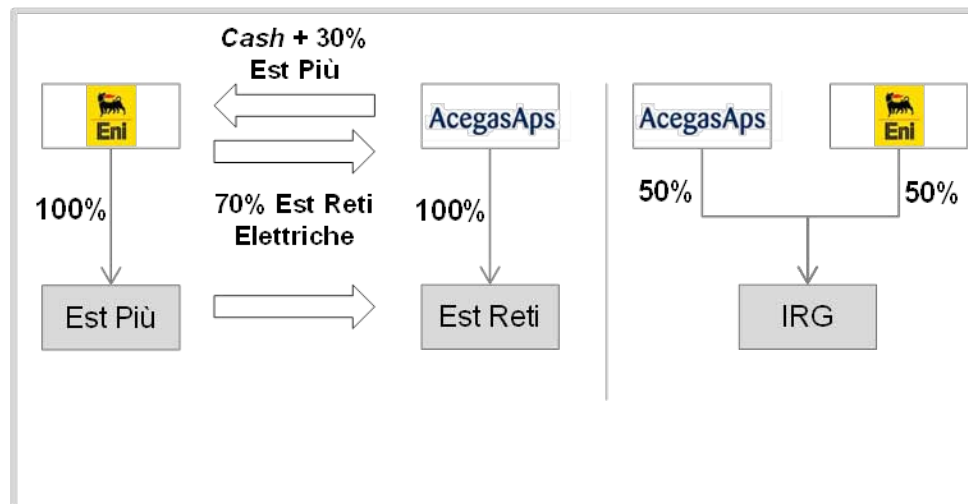 Cash + 30%
Est Più
Eni
AcegasAps
AcegasAps
Eni
100%
70% Est Reti
Elettriche
100%
50%
50%
Est Più
Est Reti
IRG